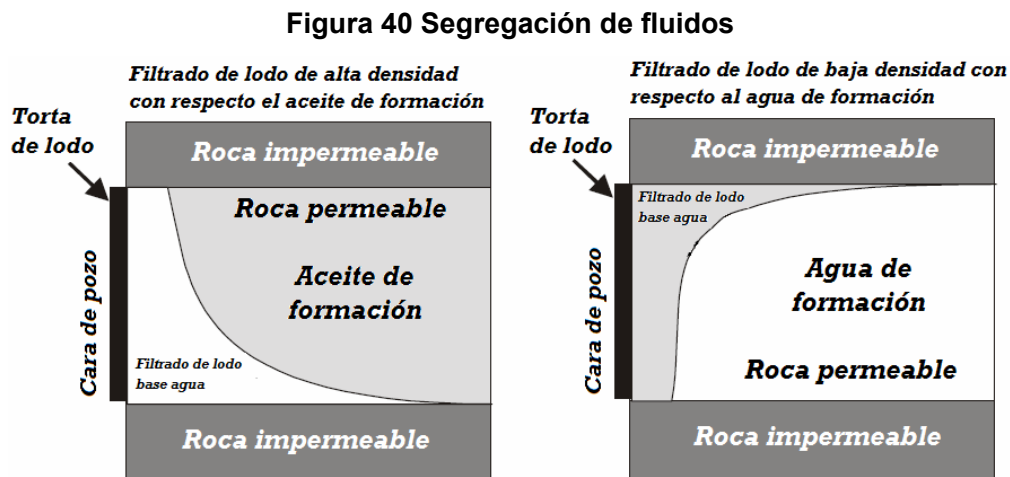 Figura 40 Segregación de fluidos
Filtrado de lodo de alta densidad
con respecto el aceite de formación
Torta
de lodo
Roca impermeable
Roca permeable
Aceite de
formación
Cara de pozo
Filtrado de lodo
base agua
Roca impermeable
Filtrado de lodo de baja densidad con
respecto al agua de formación
Torta
de lodo
Roca impermeable
Filtrado de lodo
base agua
Agua de
formación
Cara de pozo
Roca permeable
Roca impermeable